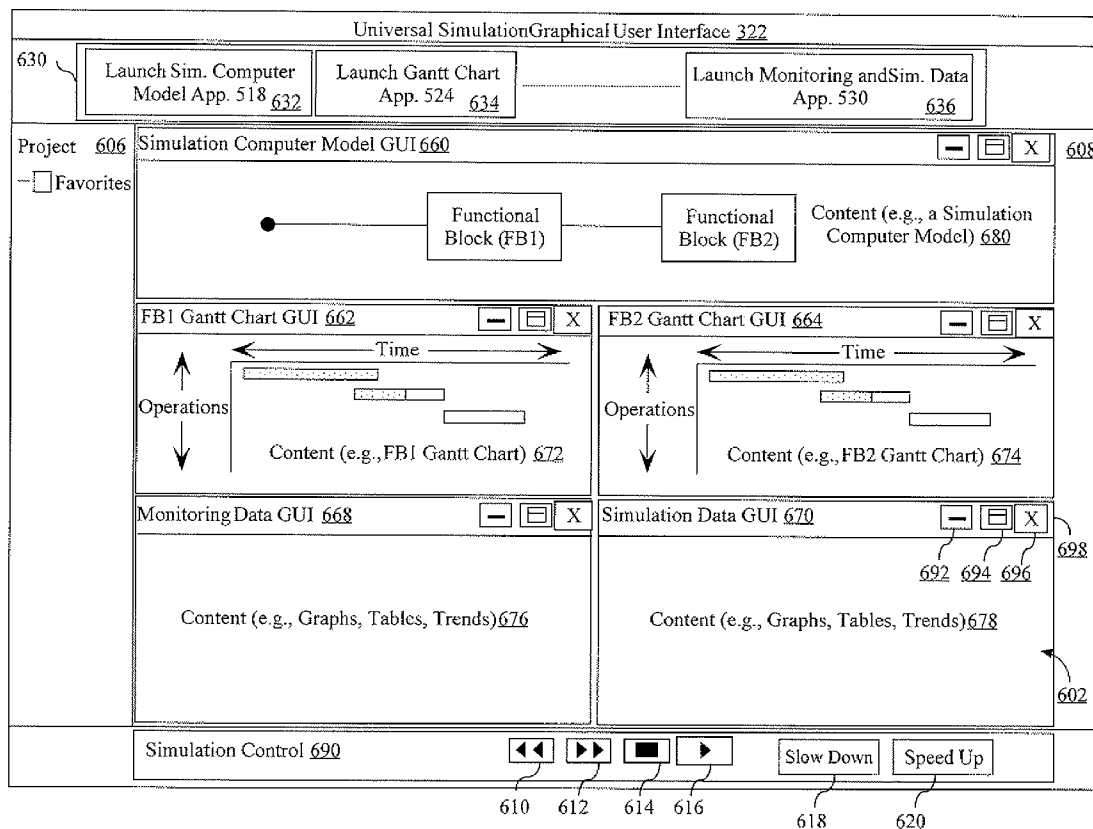 Universal SimulationGraphical User Interface 322
630
Launch Sim. Computer
Model App. 518
632
Launch Gantt Chart
App. 524
634
Launch Monitoring andSim. Data
App. 530
636
Project 606
Favorites
Simulation Computer Model GUI 660
X
608
Functional
Block (FB1)
Functional
Block (FB2)
Content (e.g., a Simulation
Computer Model) 680
FB1 Gantt Chart GUI 662
X
Time
Operations
Content (e.g., FB1 Gantt Chart) 672
FB2 Gantt Chart GUI 664
X
Time
Operations
Content (e.g., FB2 Gantt Chart) 674
Monitoring Data GUI 668
X
Content (e.g., Graphs, Tables, Trends) 676
Simulation Data GUI 670
X
692
694
696
698
Content (e.g., Graphs, Tables, Trends) 678
602
Simulation Control 690
Slow Down
Speed Up
610
612
614
616
618
620